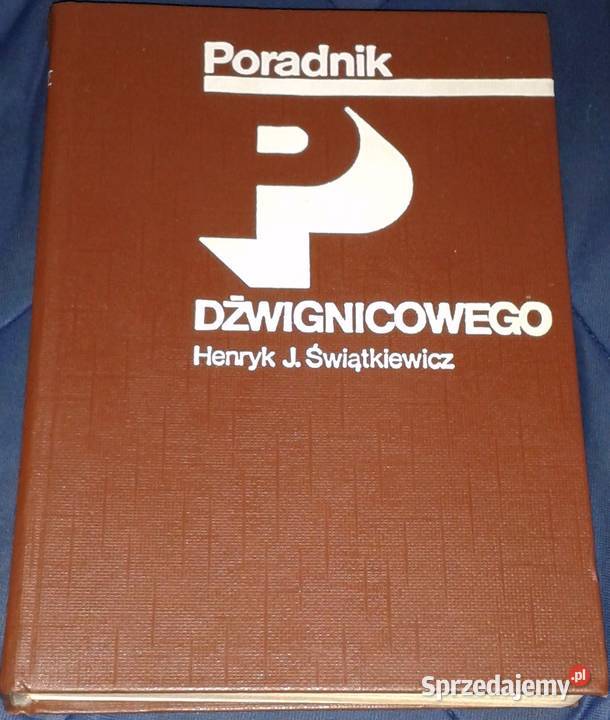 Poradnik
P
DŹWIGNICOWEGO
Henryk J. Świątkiewicz
Sprzedajemy.pl